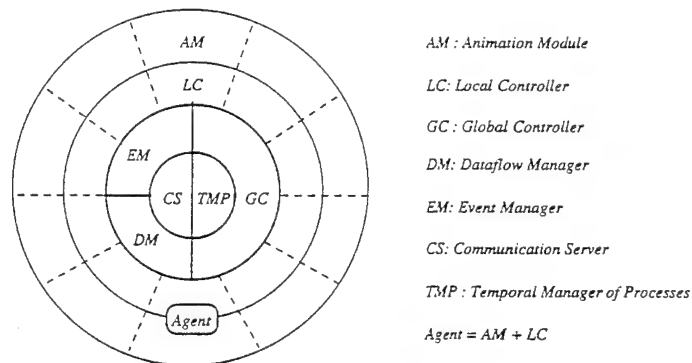 AM
LC
EM
CS
TMP
GC
DM
Agent
AM : Animation Module
LC: Local Controller
GC : Global Controller
DM: Dataflow Manager
EM: Event Manager
CS: Communication Server
TMP : Temporal Manager of Processes
Agent = AM + LC